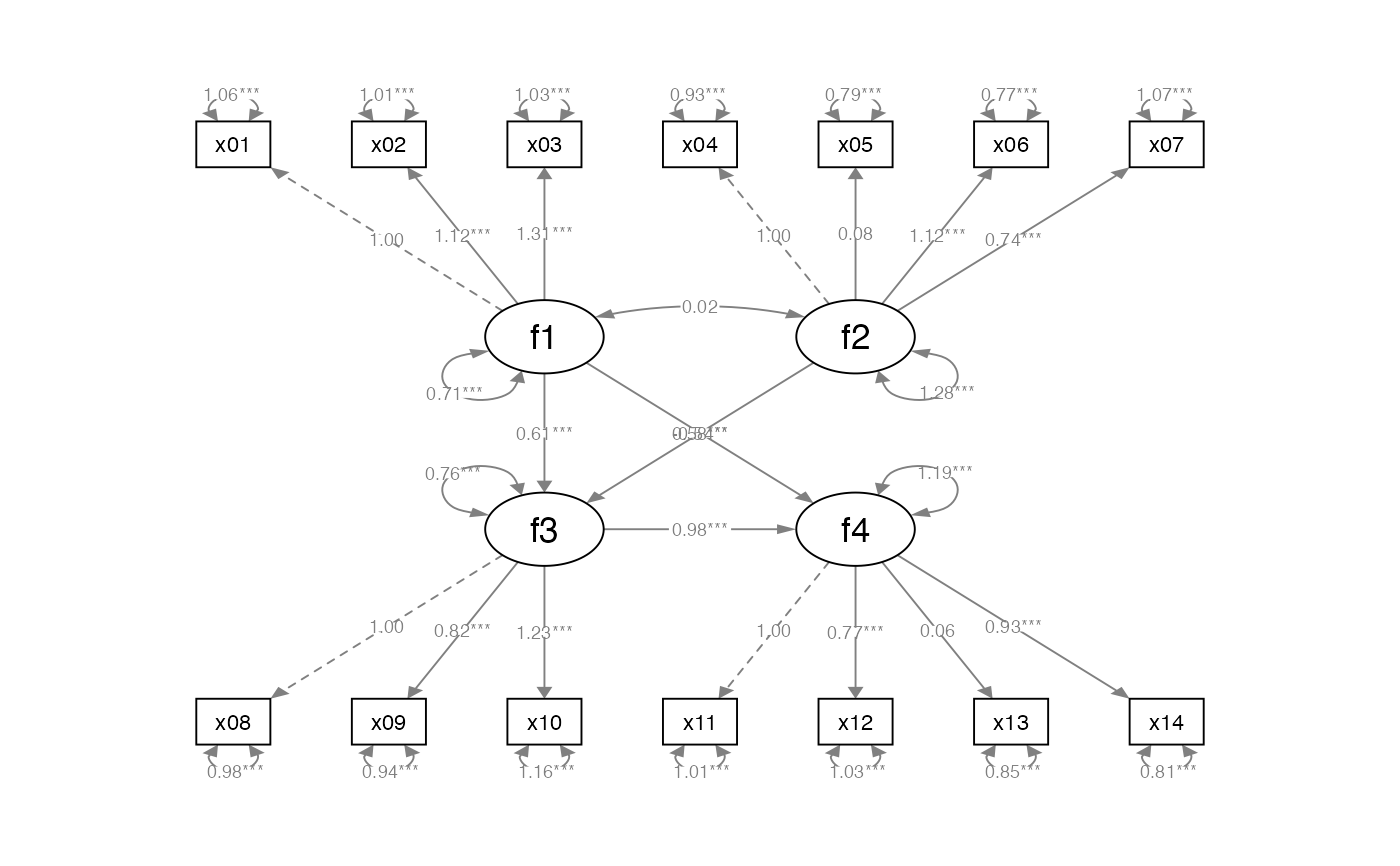 1.06*** 1.01*** 1.03*** 0.93*** 0.79*** 0.77*** 1.07***
x01 x02 x03 x04 x05 x06 x07
1.00 1.12*** 1.31*** 1.00 0.08 1.12*** 0.74***
0.02
f1 f2
0.71*** 1.28***
0.61***
0.76*** 1.19***
f3 0.98*** f4
1.00 0.82*** 1.23*** 1.00 0.77*** 0.06 0.93***
x08 x09 x10 x11 x12 x13 x14
0.98*** 0.94*** 1.16*** 1.01*** 1.03*** 0.85*** 0.81***